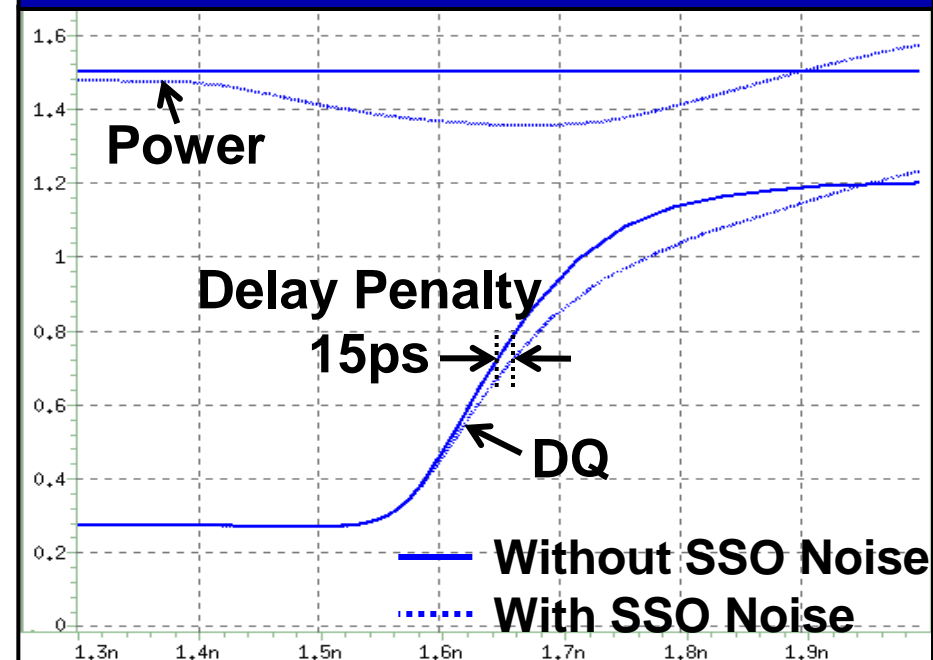 1.6
1.4
Power
1.2
1
Delay Penalty
0.8
15ps
0.6
DQ
0.4
0.2
Without SSO Noise
With SSO Noise
0
1.3n 1.4n 1.5n 1.6n 1.7n 1.8n 1.9n